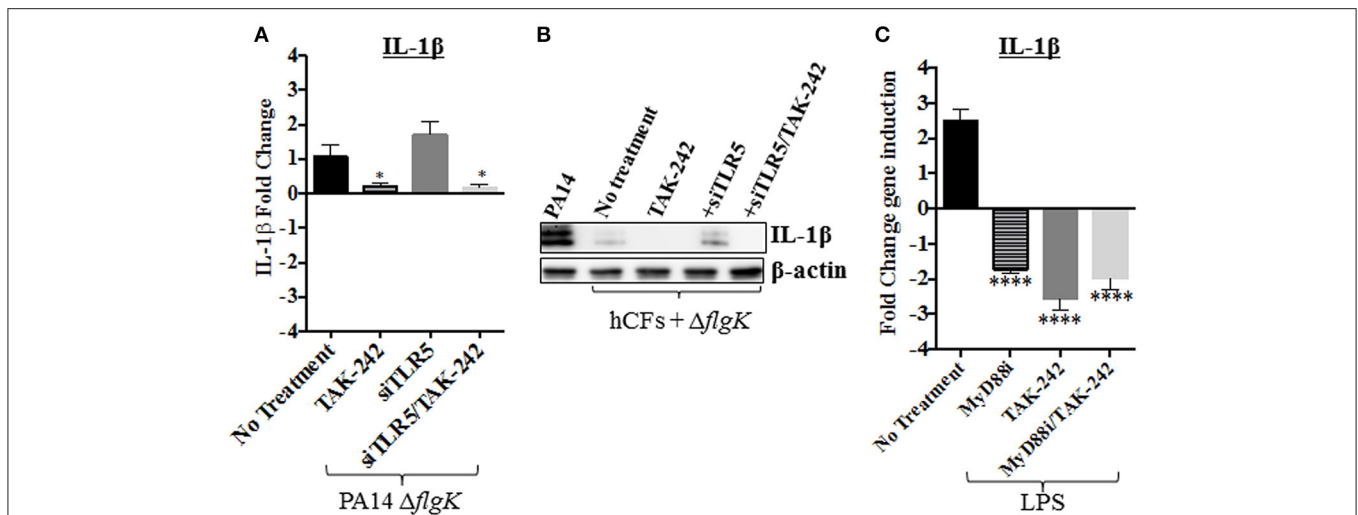 A
IL-1β
IL-1β Fold Change
4
3
2
1
0
-1
-2
-3
-4
*
*
No Treatment
TAK-242
siTLR5
siTLR5/TAK-242
PA14 ΔflgK
B
PA14
No treatment
TAK-242
+siTLR5
+siTLR5/TAK-242
IL-1β
β-actin
hCFs + ΔflgK
C
IL-1β
Fold Change gene induction
4
3
2
1
0
-1
-2
-3
-4
****
****
****
No Treatment
MyD88i
TAK-242
MyD88i/TAK-242
LPS